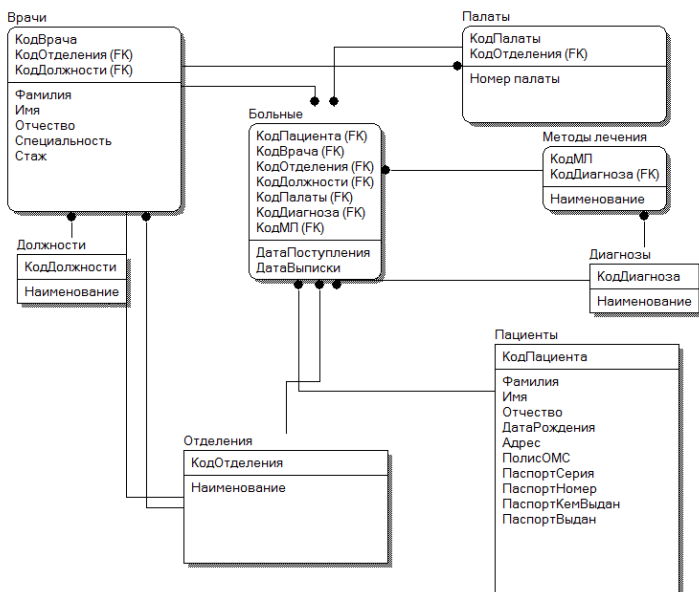 Врачи
КодВрача
КодОтделения (FK)
КодДолжности (FK)
Фамилия
Имя
Отчество
Специальность
Стаж
Палаты
КодПалаты
КодОтделения (FK)
Номер палаты
Больные
КодПациента (FK)
КодВрача (FK)
КодОтделения (FK)
КодДолжности (FK)
КодПалаты (FK)
КодДиагноза (FK)
КодМЛ (FK)
ДатаПоступления
ДатаВыписки
Методы лечения
КодМЛ
КодДиагноза (FK)
Наименование
Должности
КодДолжности
Наименование
Диагнозы
КодДиагноза
Наименование
Пациенты
КодПациента
Фамилия
Имя
Отчество
ДатаРождения
Адрес
ПолисОМС
ПаспортСерия
ПаспортНомер
ПаспортКемВыдан
ПаспортВыдан
Отделения
КодОтделения
Наименование